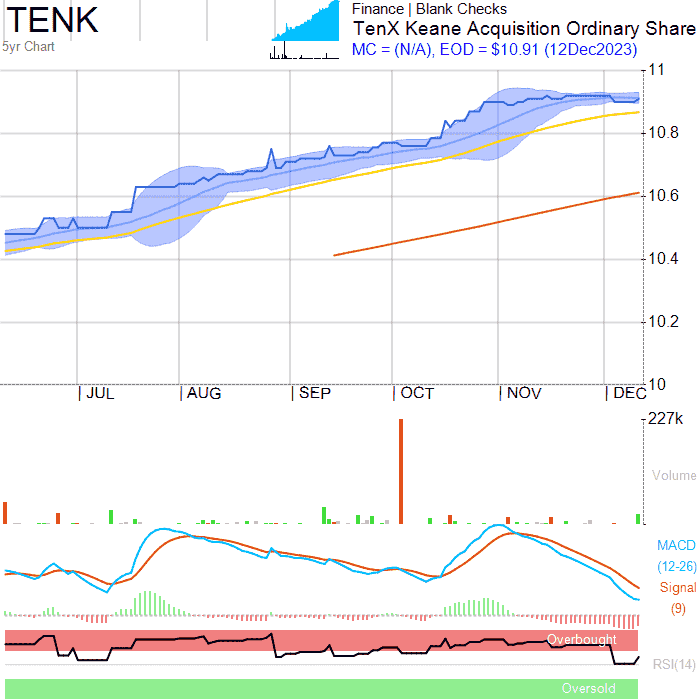 TENK
5yr Chart
Finance | Blank Checks
TenX Keane Acquisition Ordinary Share
MC = (N/A), EOD = $10.91 (12Dec2023)
11
10.8
10.6
10.4
10.2
10
| JUL | AUG | SEP | OCT | NOV | DEC
227k
Volume
MACD
(12-26)
Signal
(9)
Overbought
RSI(14)
Oversold